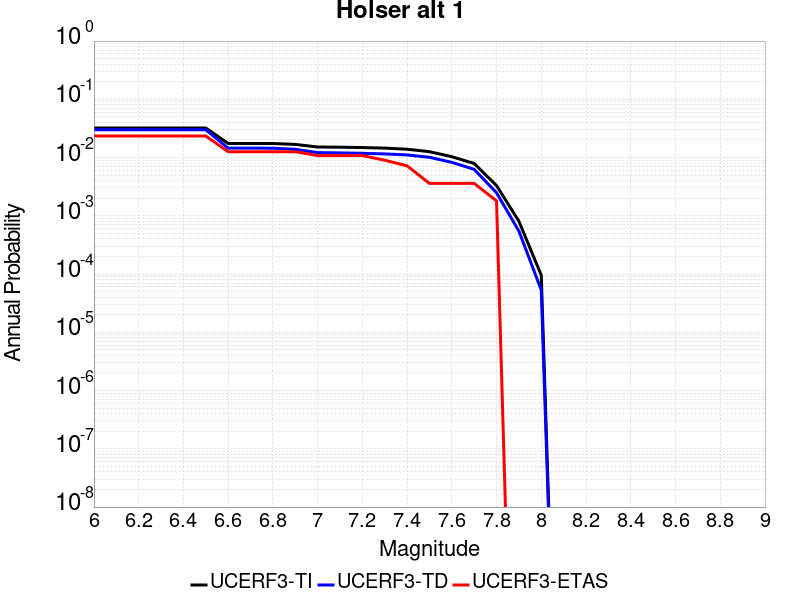 Holser alt 1
10^0
10^-1
10^-2
10^-3
10^-4
10^-5
10^-6
10^-7
10^-8
Annual Probability
6 6.2 6.4 6.6 6.8 7 7.2 7.4 7.6 7.8 8 8.2 8.4 8.6 8.8 9
Magnitude
UCERF3-TI UCERF3-TD UCERF3-ETAS